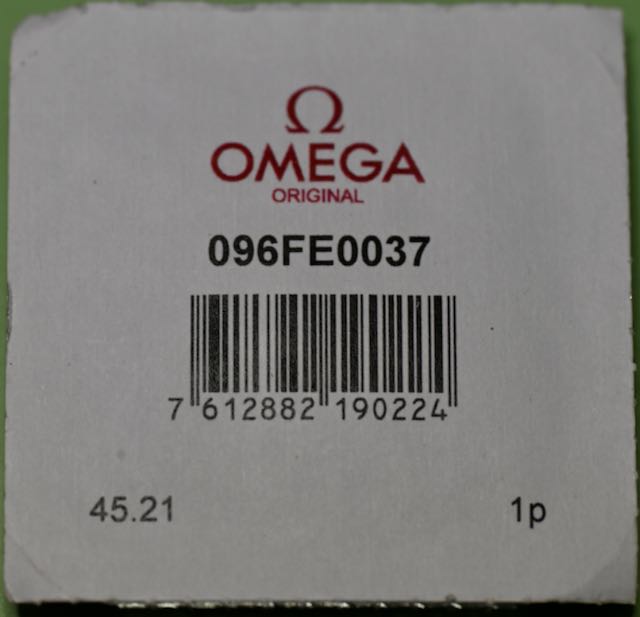 Ω
OMEGA
ORIGINAL
096FE0037
7 612882 190224
45.21 1p